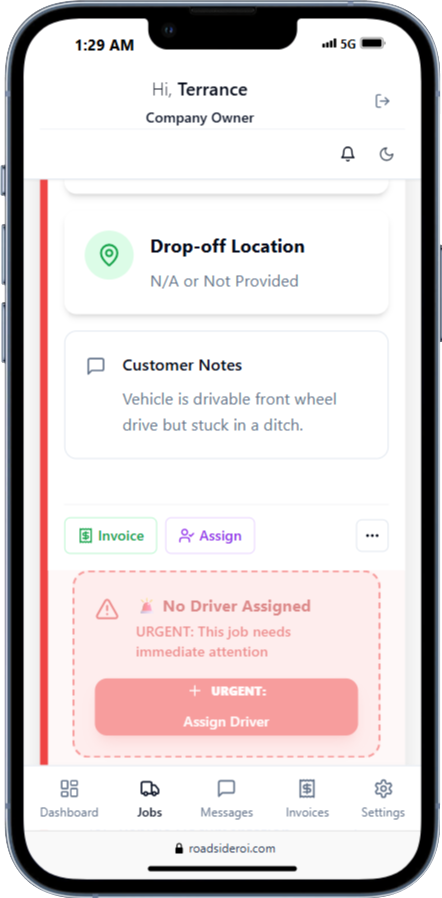 1:29 AM 5G
Hi, Terrance
Company Owner
Drop-off Location
N/A or Not Provided
Customer Notes
Vehicle is drivable front wheel
drive but stuck in a ditch.
Invoice Assign
No Driver Assigned
URGENT: This job needs
immediate attention
URGENT:
Assign Driver
Dashboard Jobs Messages Invoices Settings
roadsideroi.com